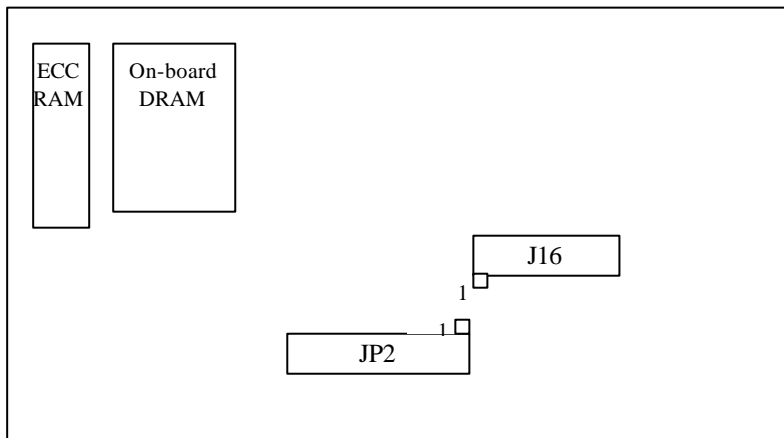 ECC
RAM
On-board
DRAM
J16
1
1
JP2